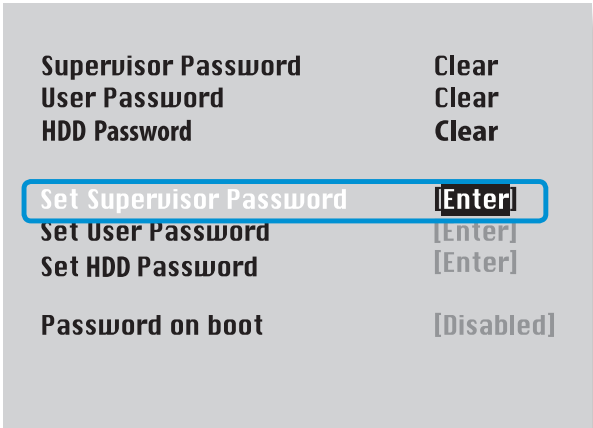 Supervisor Password Clear
User Password Clear
HDD Password Clear
Set Supervisor Password [Enter]
Set User Password [Enter]
Set HDD Password [Enter]
Password on boot [Disabled]